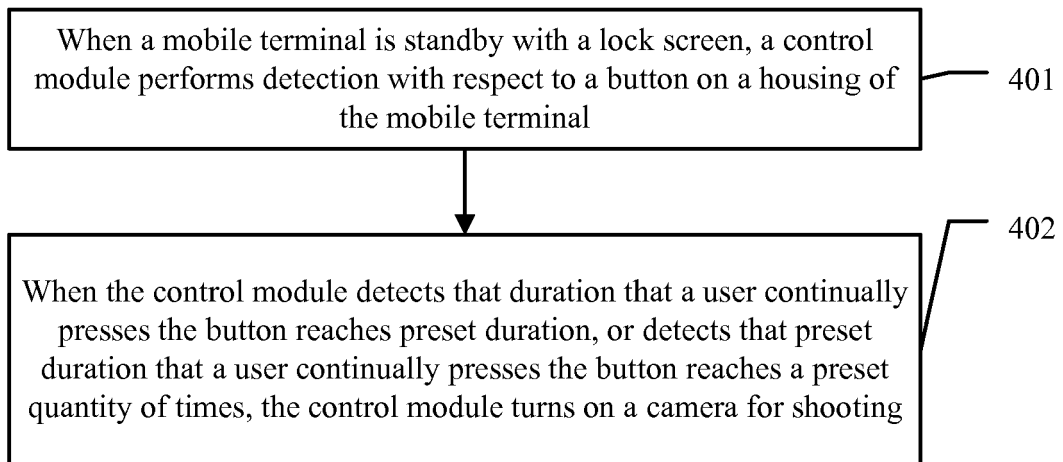 When a mobile terminal is standby with a lock screen, a control
module performs detection with respect to a button on a housing of
the mobile terminal
401
402
When the control module detects that duration that a user continually
presses the button reaches preset duration, or detects that preset
duration that a user continually presses the button reaches a preset
quantity of times, the control module turns on a camera for shooting